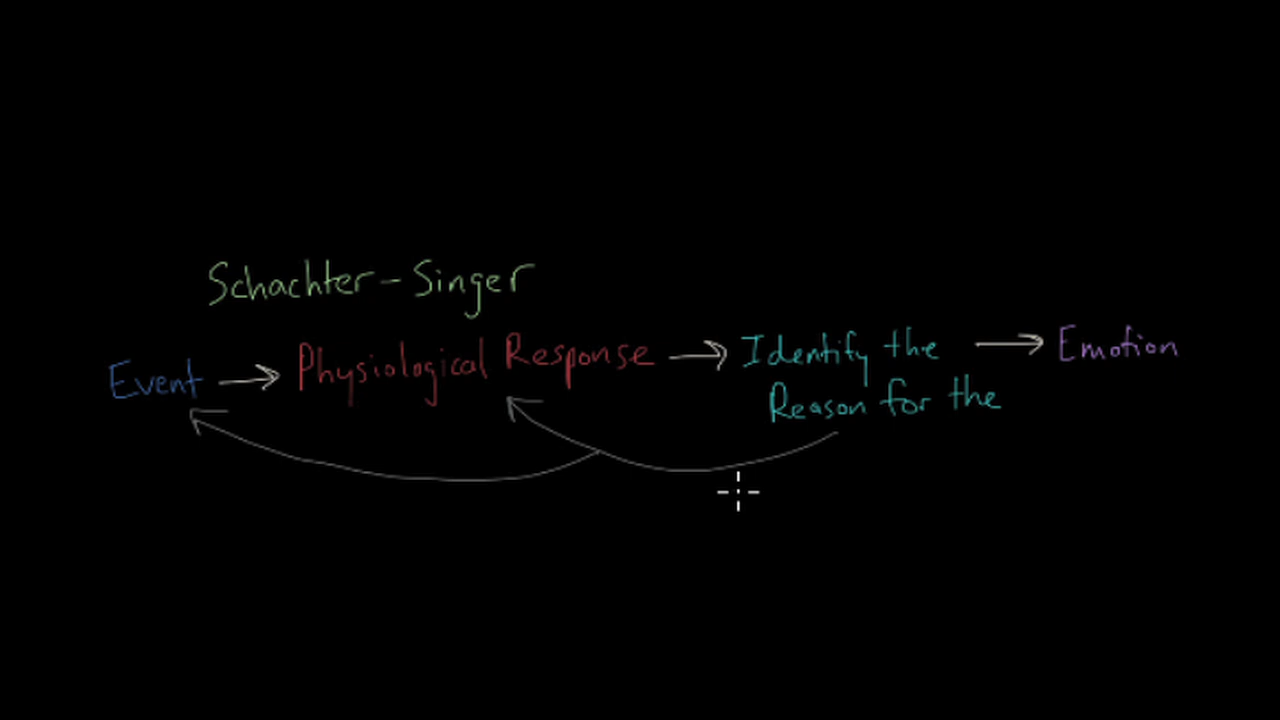 Schachter-Singer
Event → Physiological Response → Identify the → Emotion
Reason for the